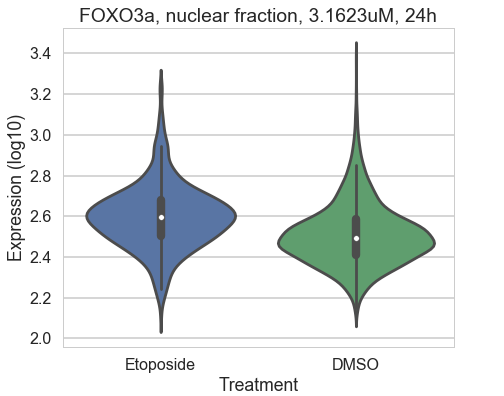 FOXO3a, nuclear fraction, 3.1623uM, 24h
Expression (log10)
3.4
3.2
3.0
2.8
2.6
2.4
2.2
2.0
Etoposide
DMSO
Treatment